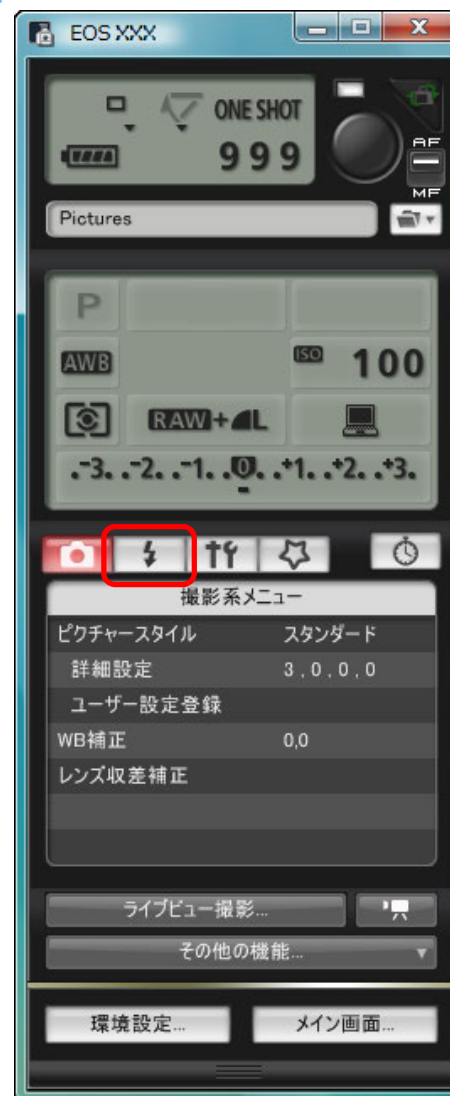 EOS XXX
ONE SHOT
999
AF
MF
Pictures
P
AWB
ISO 100
RAW+L
.-3. .-2. .-1. .0. .+1. .+2. .+3.
撮影系メニュー
ピクチャースタイル スタンダード
詳細設定 3 , 0 , 0 , 0
ユーザー設定登録
WB補正 0,0
レンズ収差補正
ライブビュー撮影...
その他の機能...
環境設定... メイン画面...